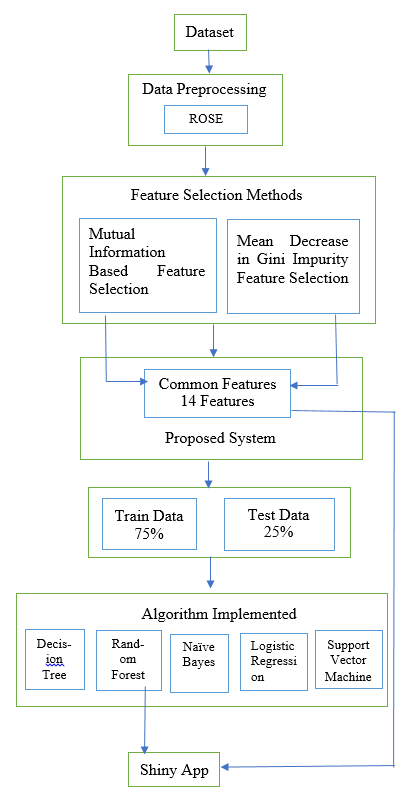 Dataset
Data Preprocessing
ROSE
Feature Selection Methods
Mutual
Information
Based Feature
Selection
Mean Decrease
in Gini Impurity
Feature Selection
Common Features
14 Features
Proposed System
Train Data
75%
Test Data
25%
Algorithm Implemented
Decis-
ion
Tree
Rand-
om
Forest
Naïve
Bayes
Logistic
Regressi
on
Support
Vector
Machine
Shiny App